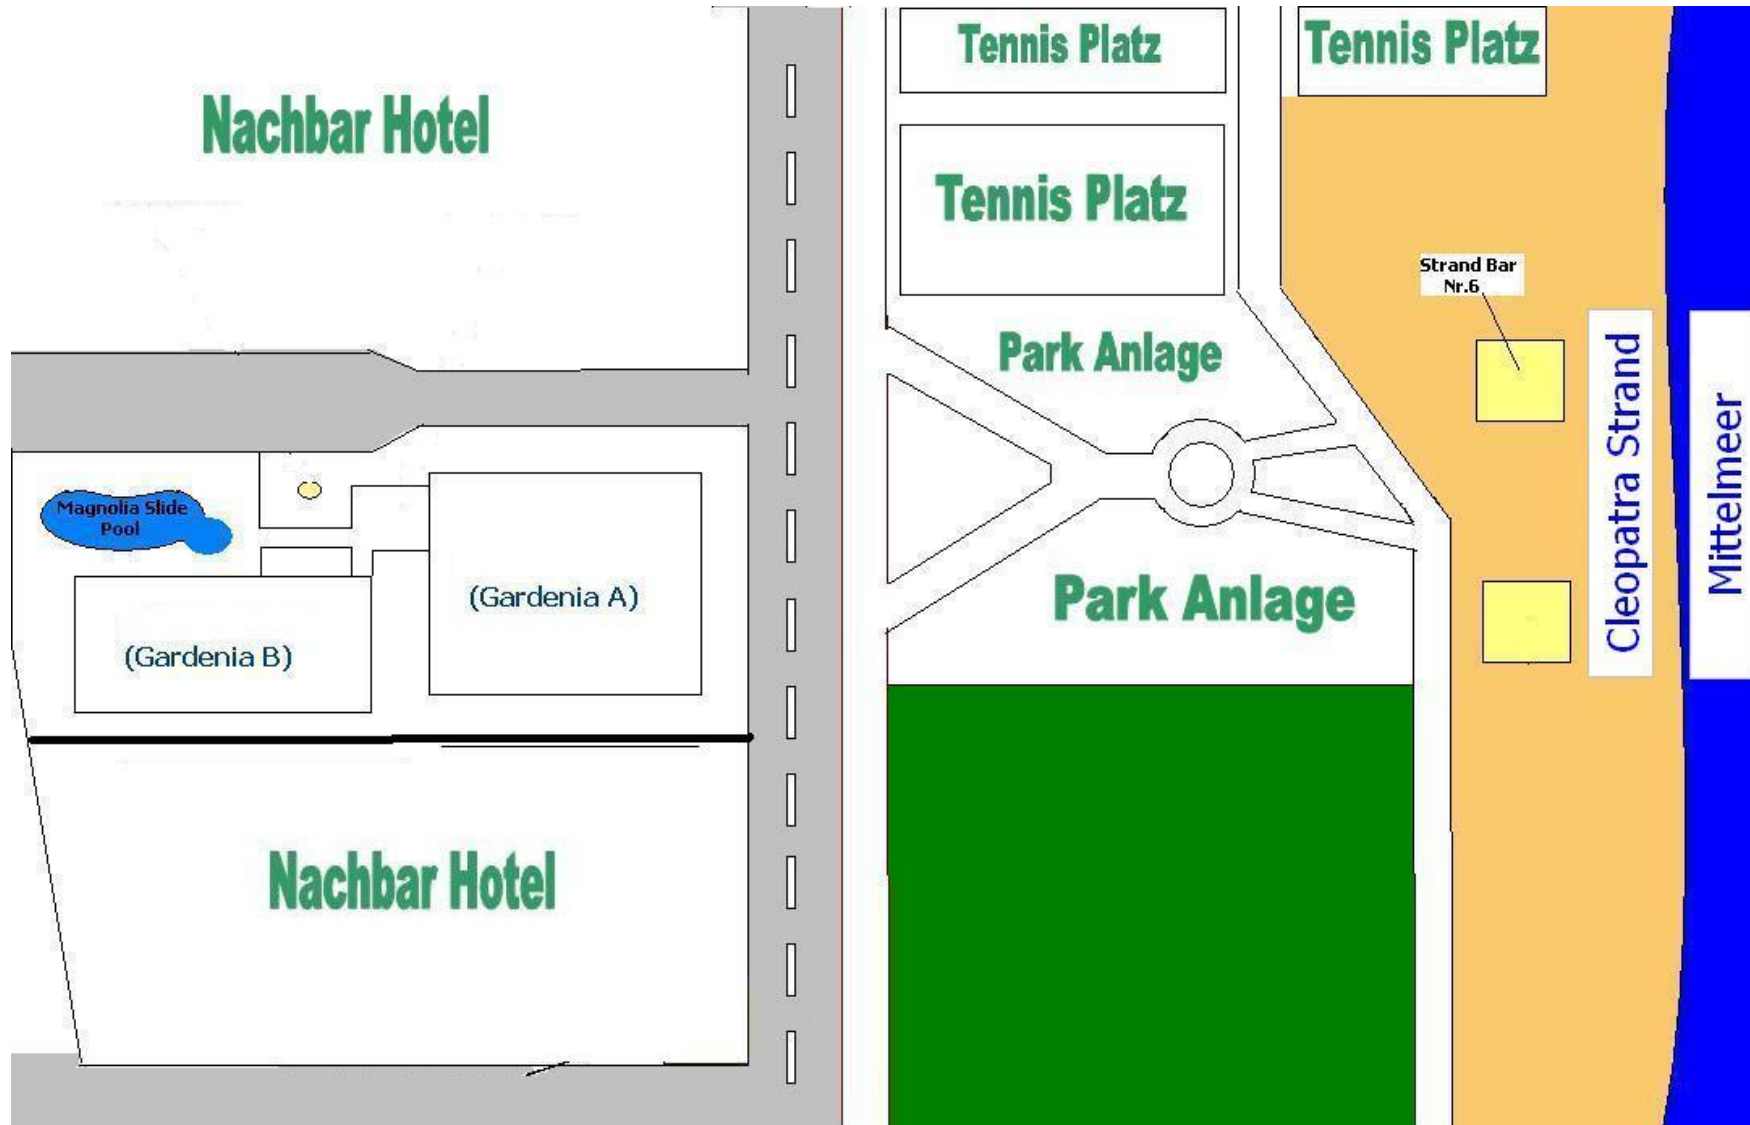 Tennis Platz
Tennis Platz
Nachbar Hotel
Tennis Platz
Strand Bar
Nr.6
Park Anlage
Cleopatra Strand
Mittelmeer
Magnolia Slide
Pool
(Gardenia A)
Park Anlage
(Gardenia B)
Nachbar Hotel